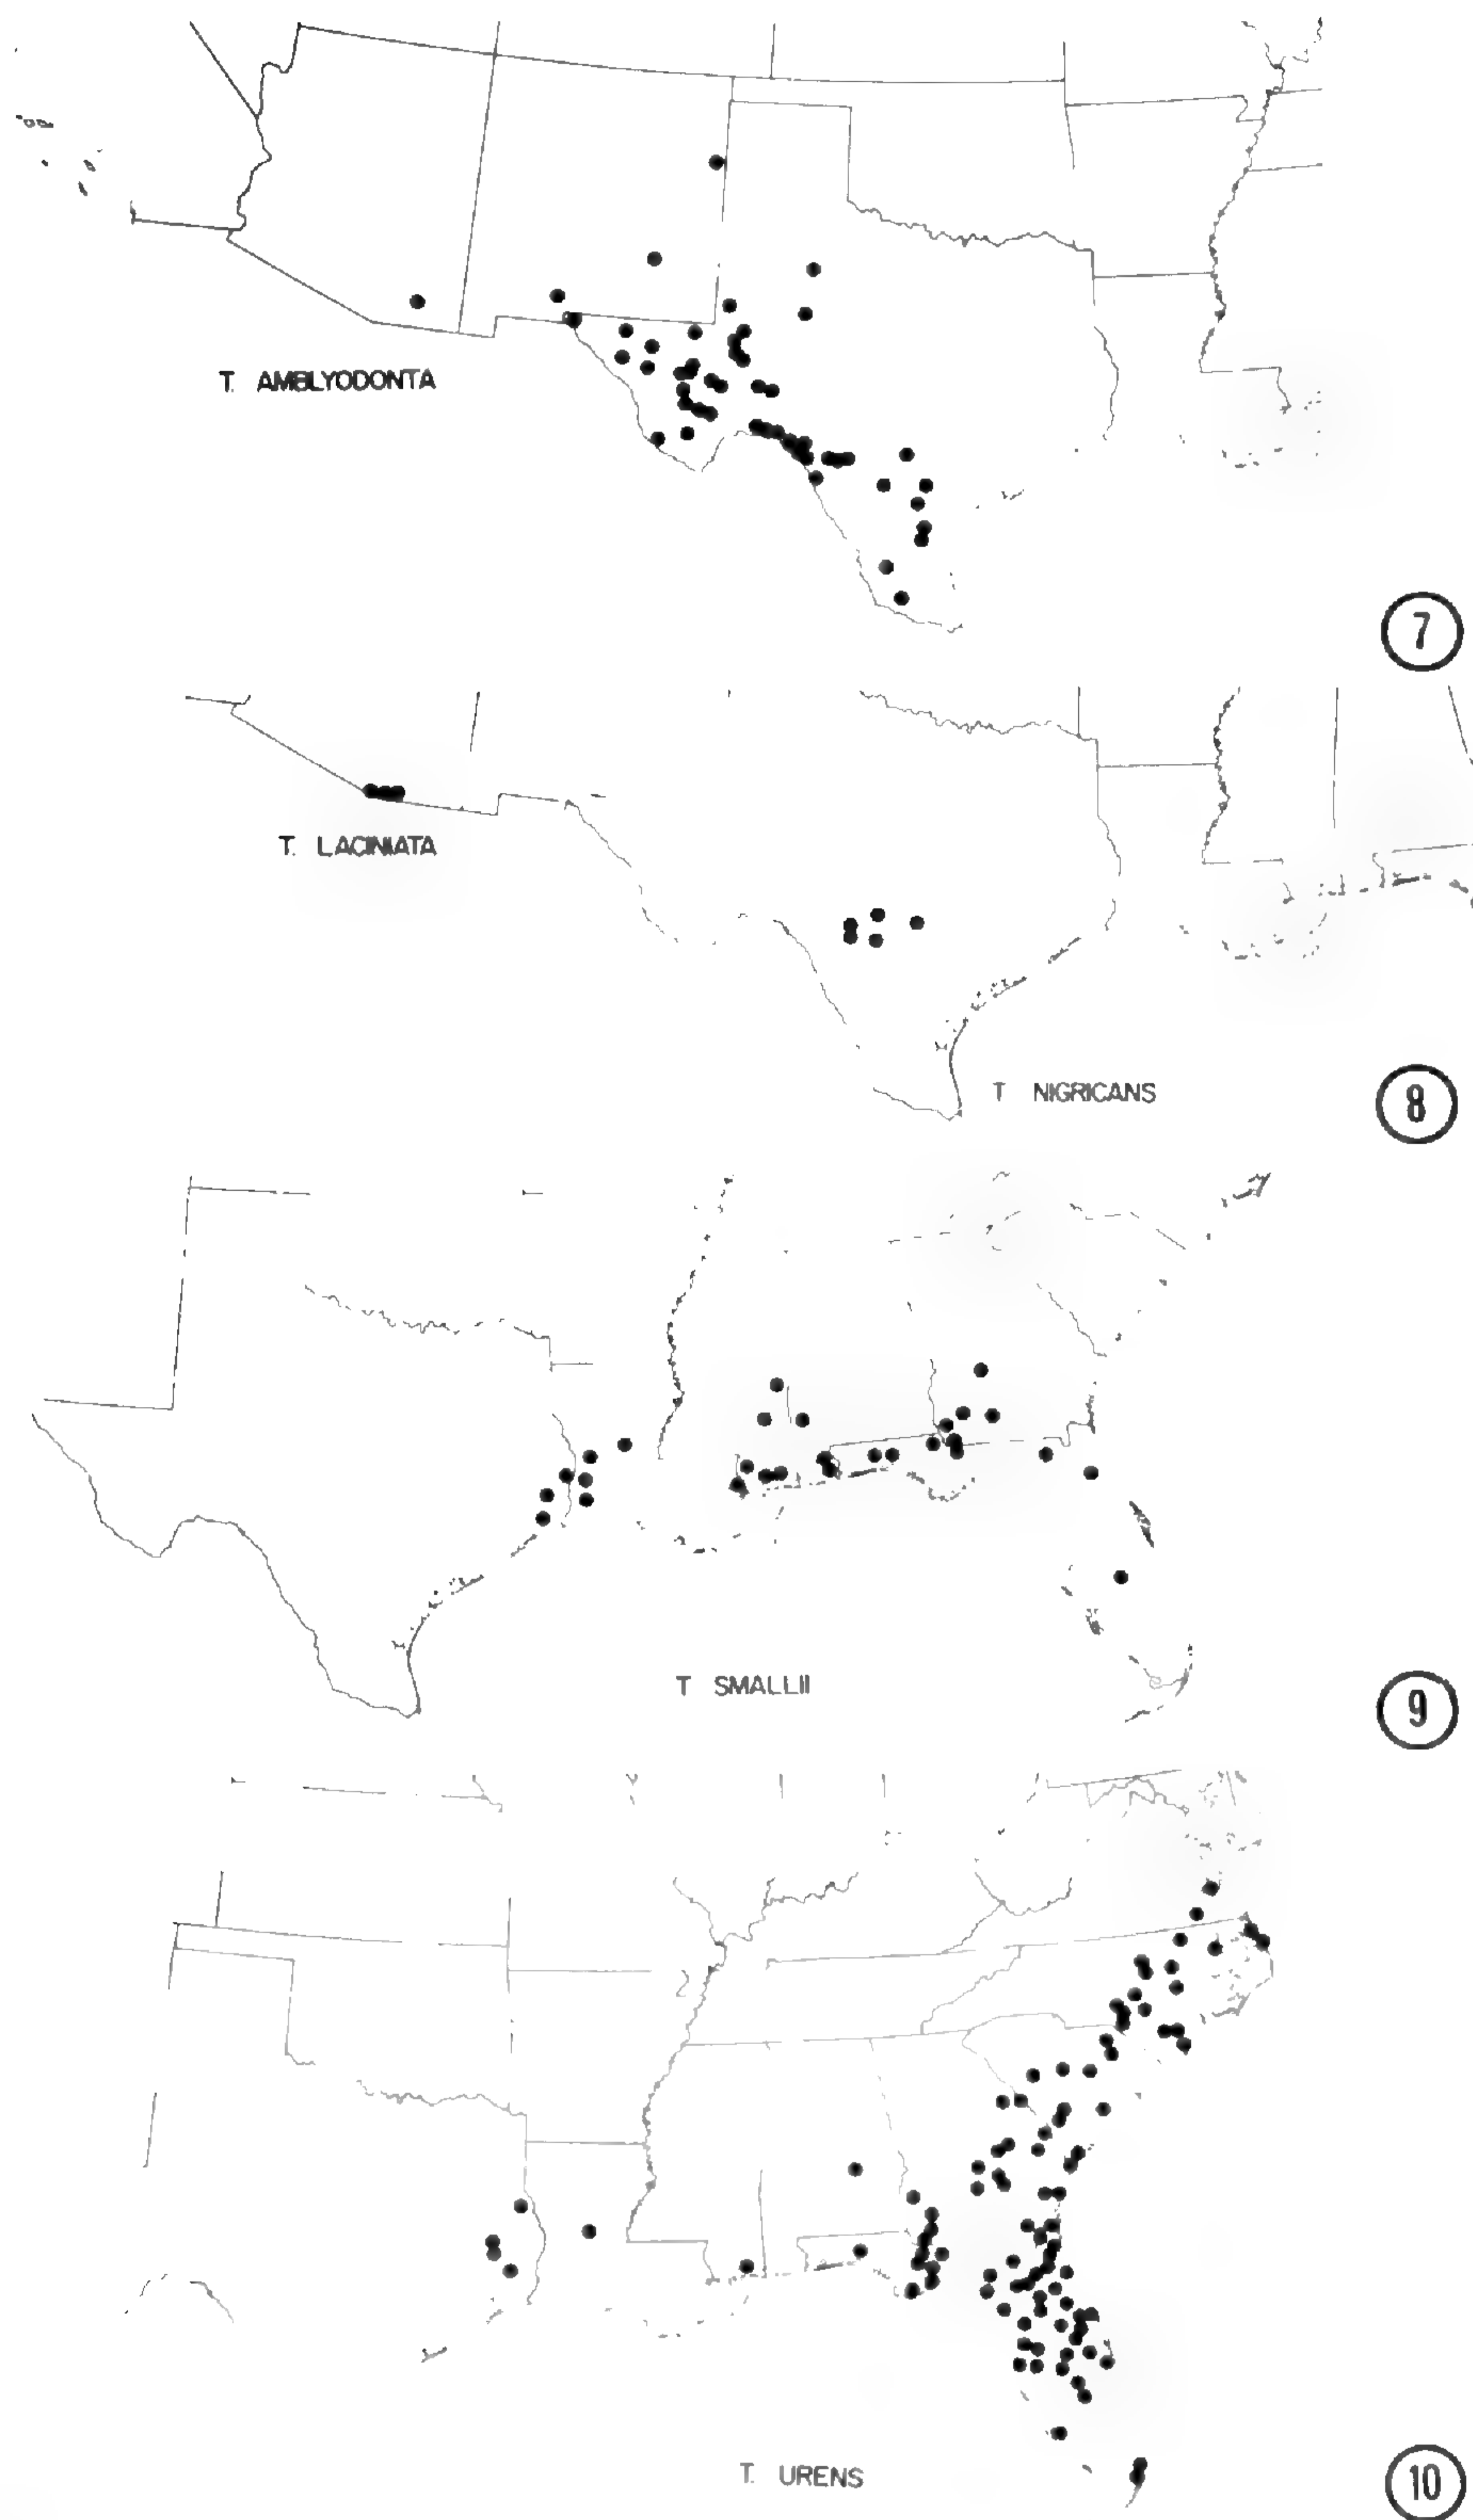 T. AMBLYODONTA
7
T. LACINIATA
T NIGRICANS
8
T SMALLII
9
T. URENS
10